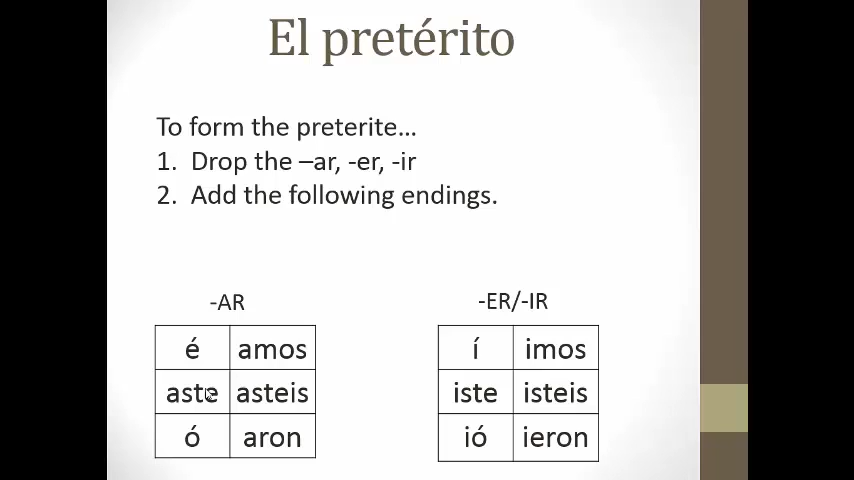 El pretérito
To form the preterite…
1. Drop the –ar, -er, -ir
2. Add the following endings.
-AR
é amos
aste asteis
ó aron
-ER/-IR
í imos
iste isteis
ió ieron